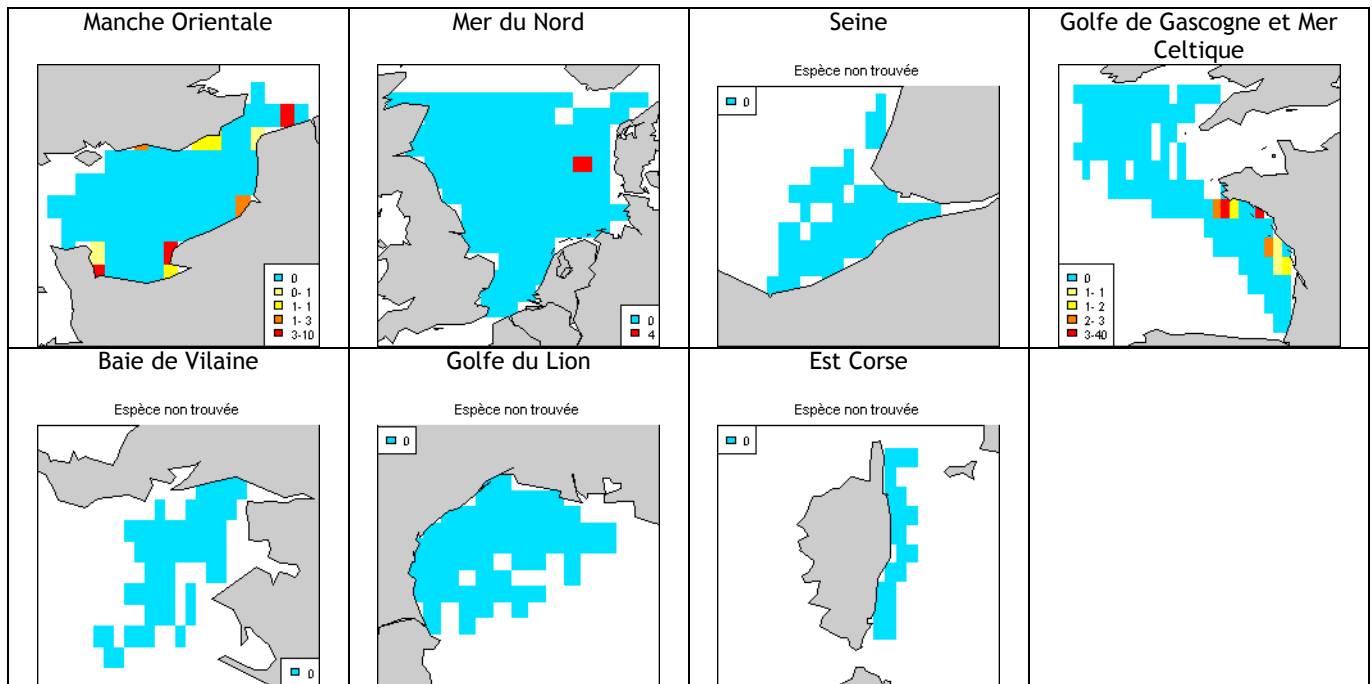 Manche Orientale
Mer du Nord
Seine
Golfe de Gascogne et Mer
Celtique
Espèce non trouvée
0
0
0- 1
1- 1
1- 3
3-10
0
4
0
1- 1
1- 2
2- 3
3-40
Baie de Vilaine
Golfe du Lion
Est Corse
Espèce non trouvée
Espèce non trouvée
Espèce non trouvée
0
0
0